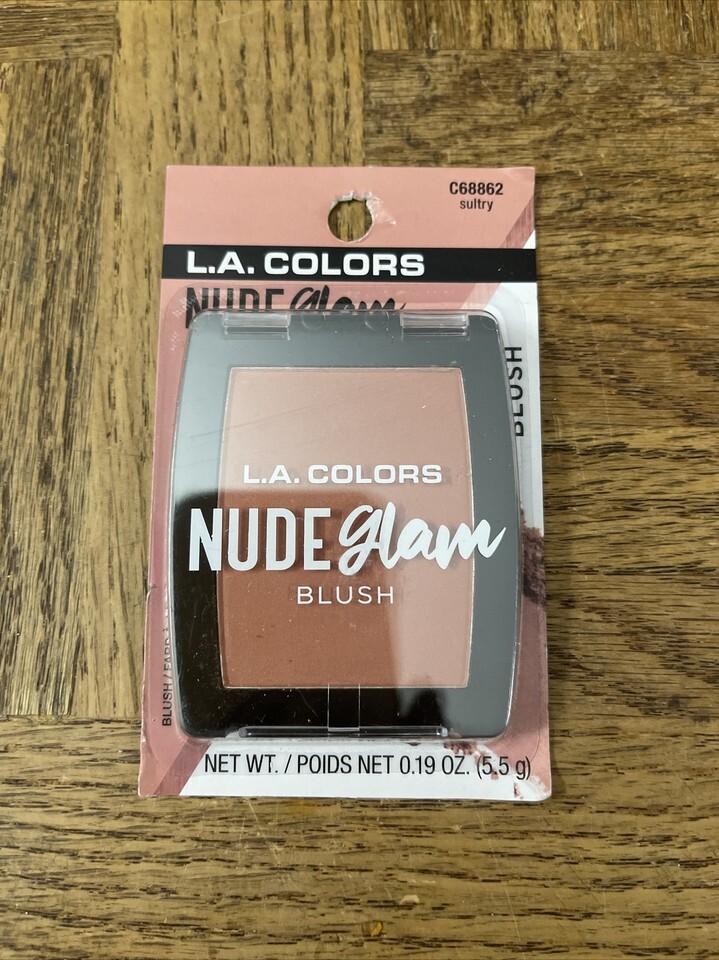 C68862
sultry
L.A. COLORS
NUDE glam
BLUSH
L.A. COLORS
NUDE glam
BLUSH
BLUSH / FARD À
NET WT. / POIDS NET 0.19 OZ. (5.5 g)